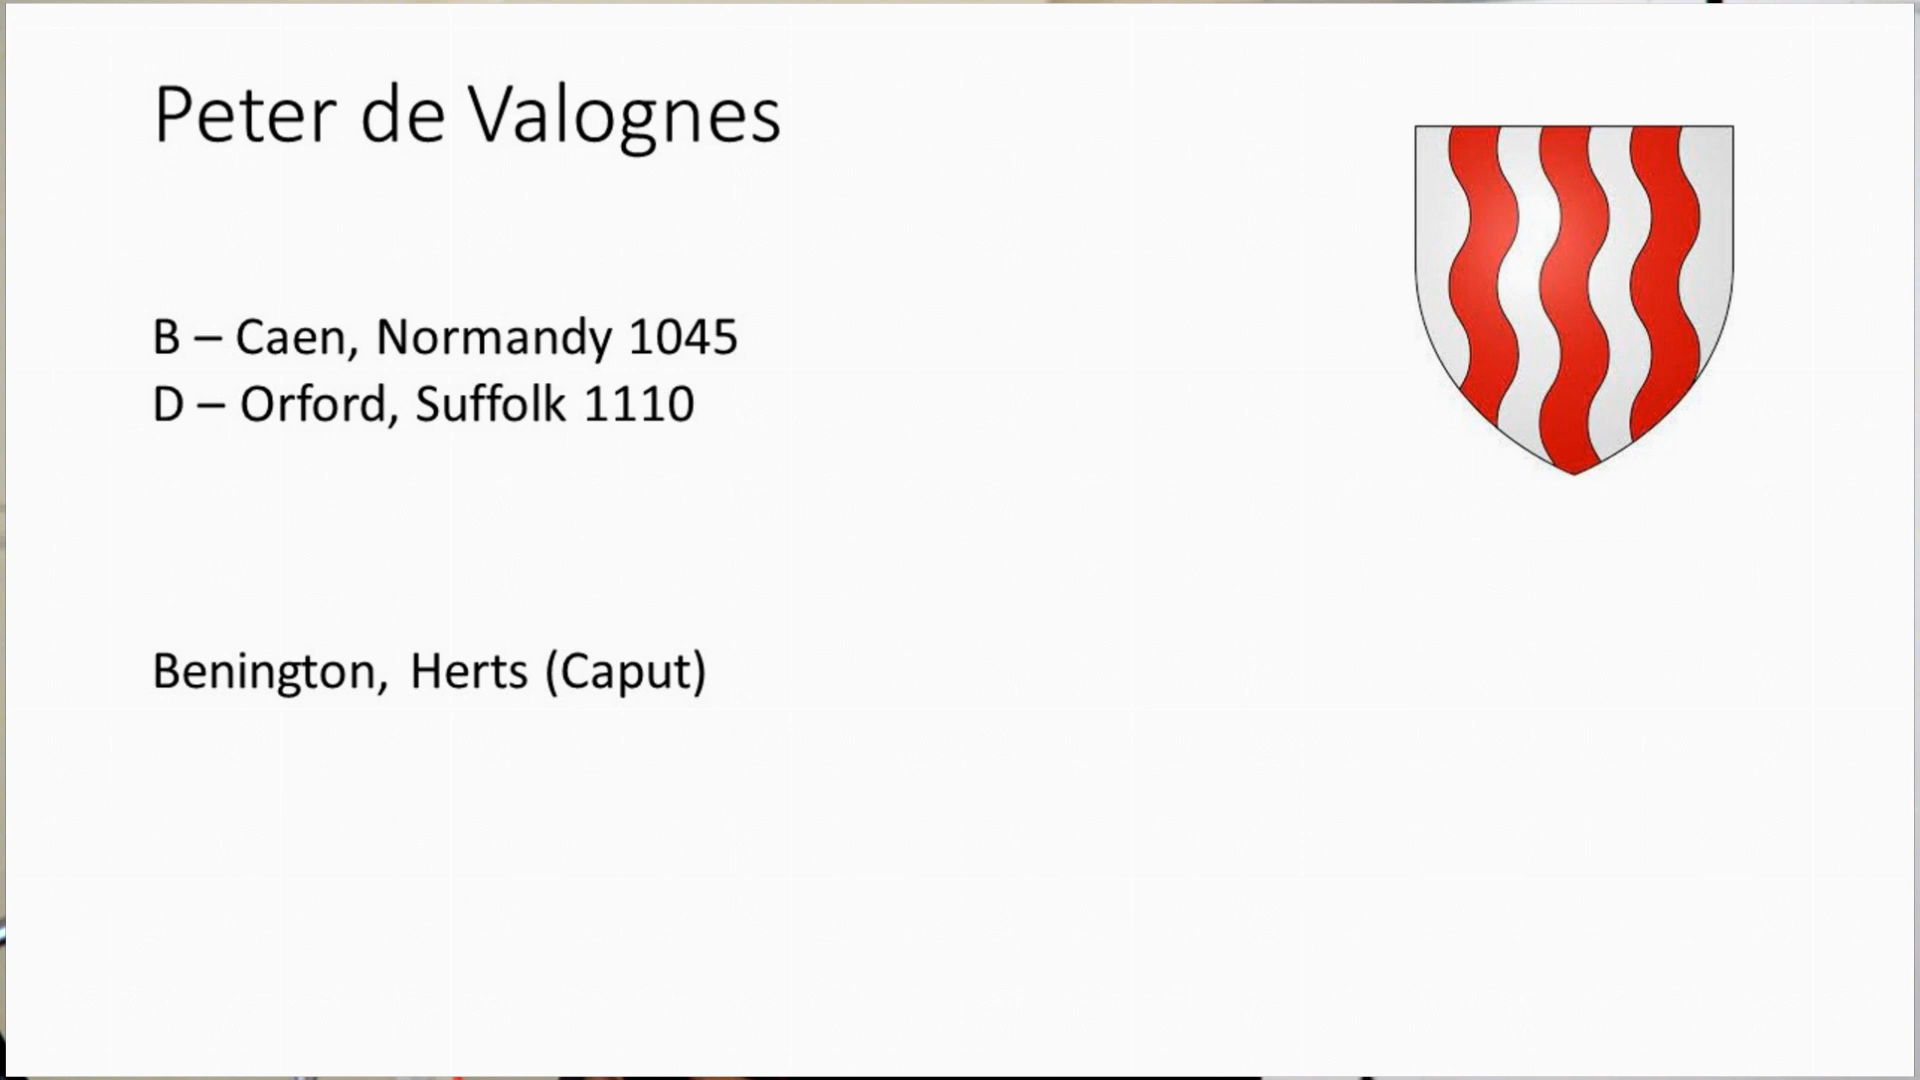 Peter de Valognes
B – Caen, Normandy 1045
D – Orford, Suffolk 1110
Benington, Herts (Caput)